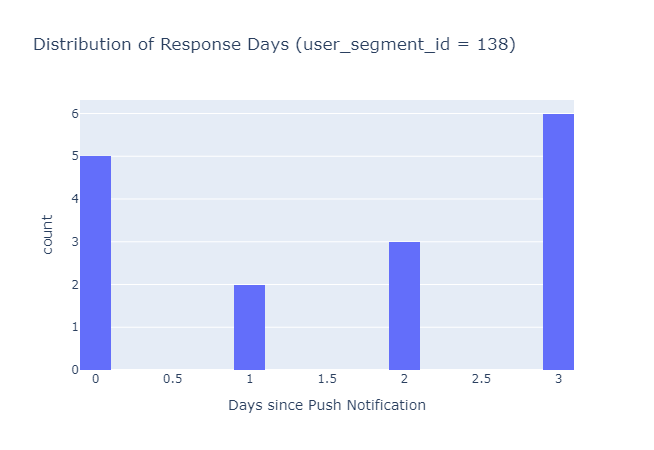 Distribution of Response Days (user_segment_id = 138)
6
5
4
3
2
1
0
count
0 0.5 1 1.5 2 2.5 3
Days since Push Notification